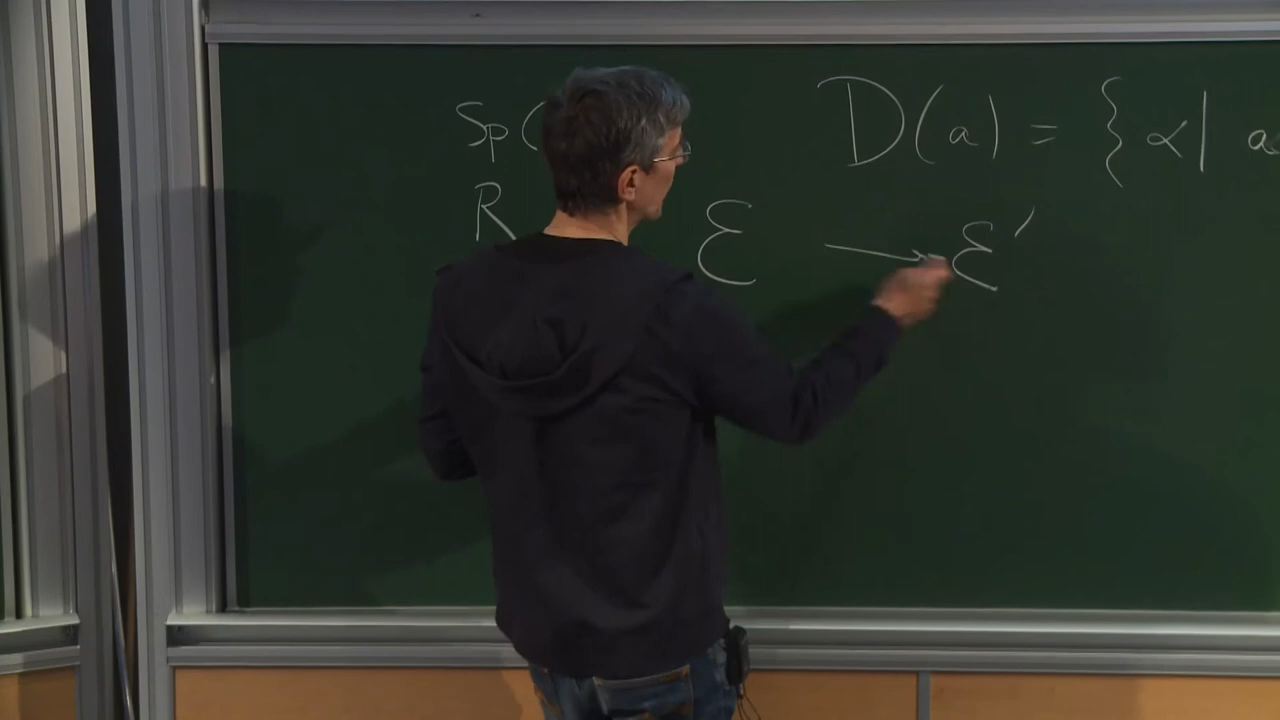 Sp( D(a) = { α | a
R ℰ → ℰ'